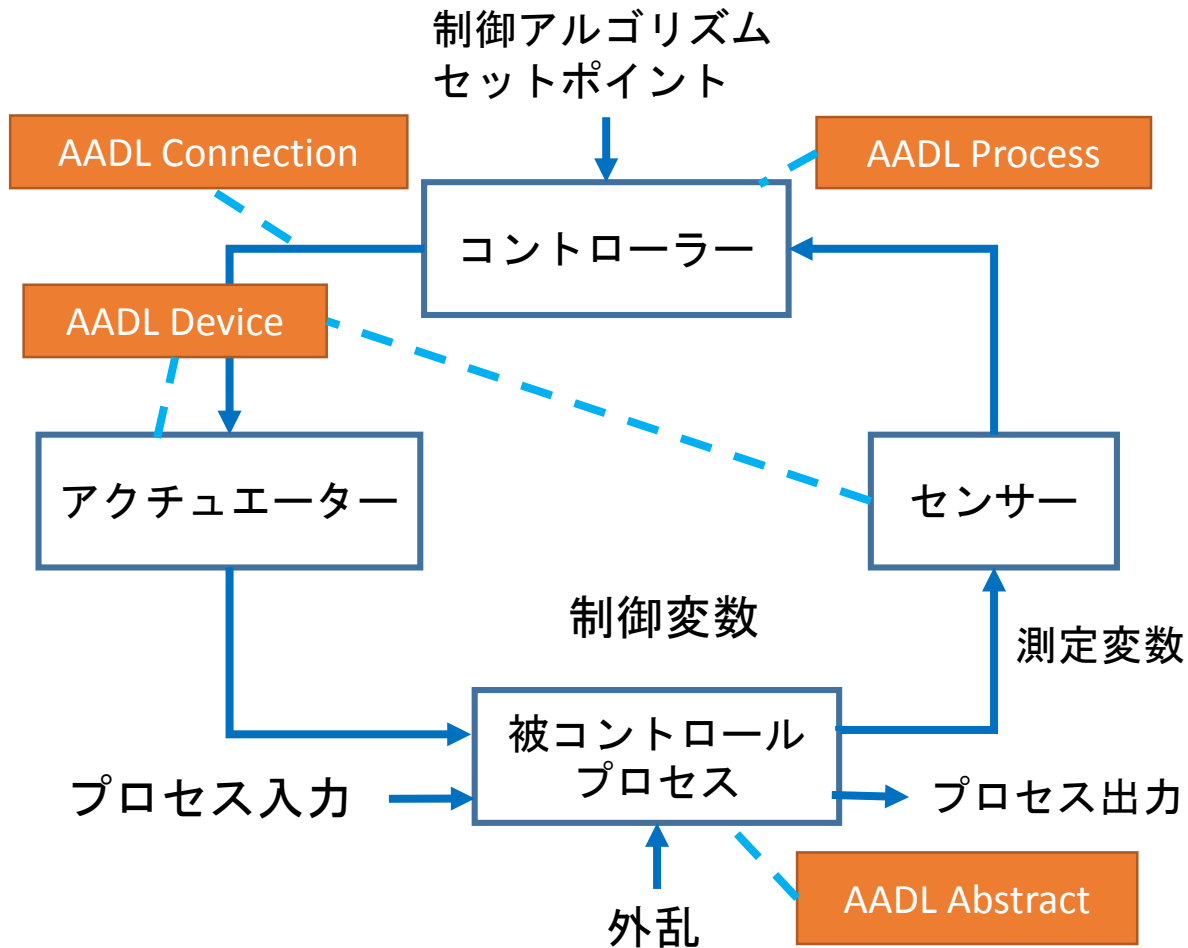 制御アルゴリズム
セットポイント
AADL Connection
AADL Process
コントローラー
AADL Device
アクチュエーター
センサー
制御変数
測定変数
被コントロール
プロセス
プロセス入力
プロセス出力
AADL Abstract
外乱